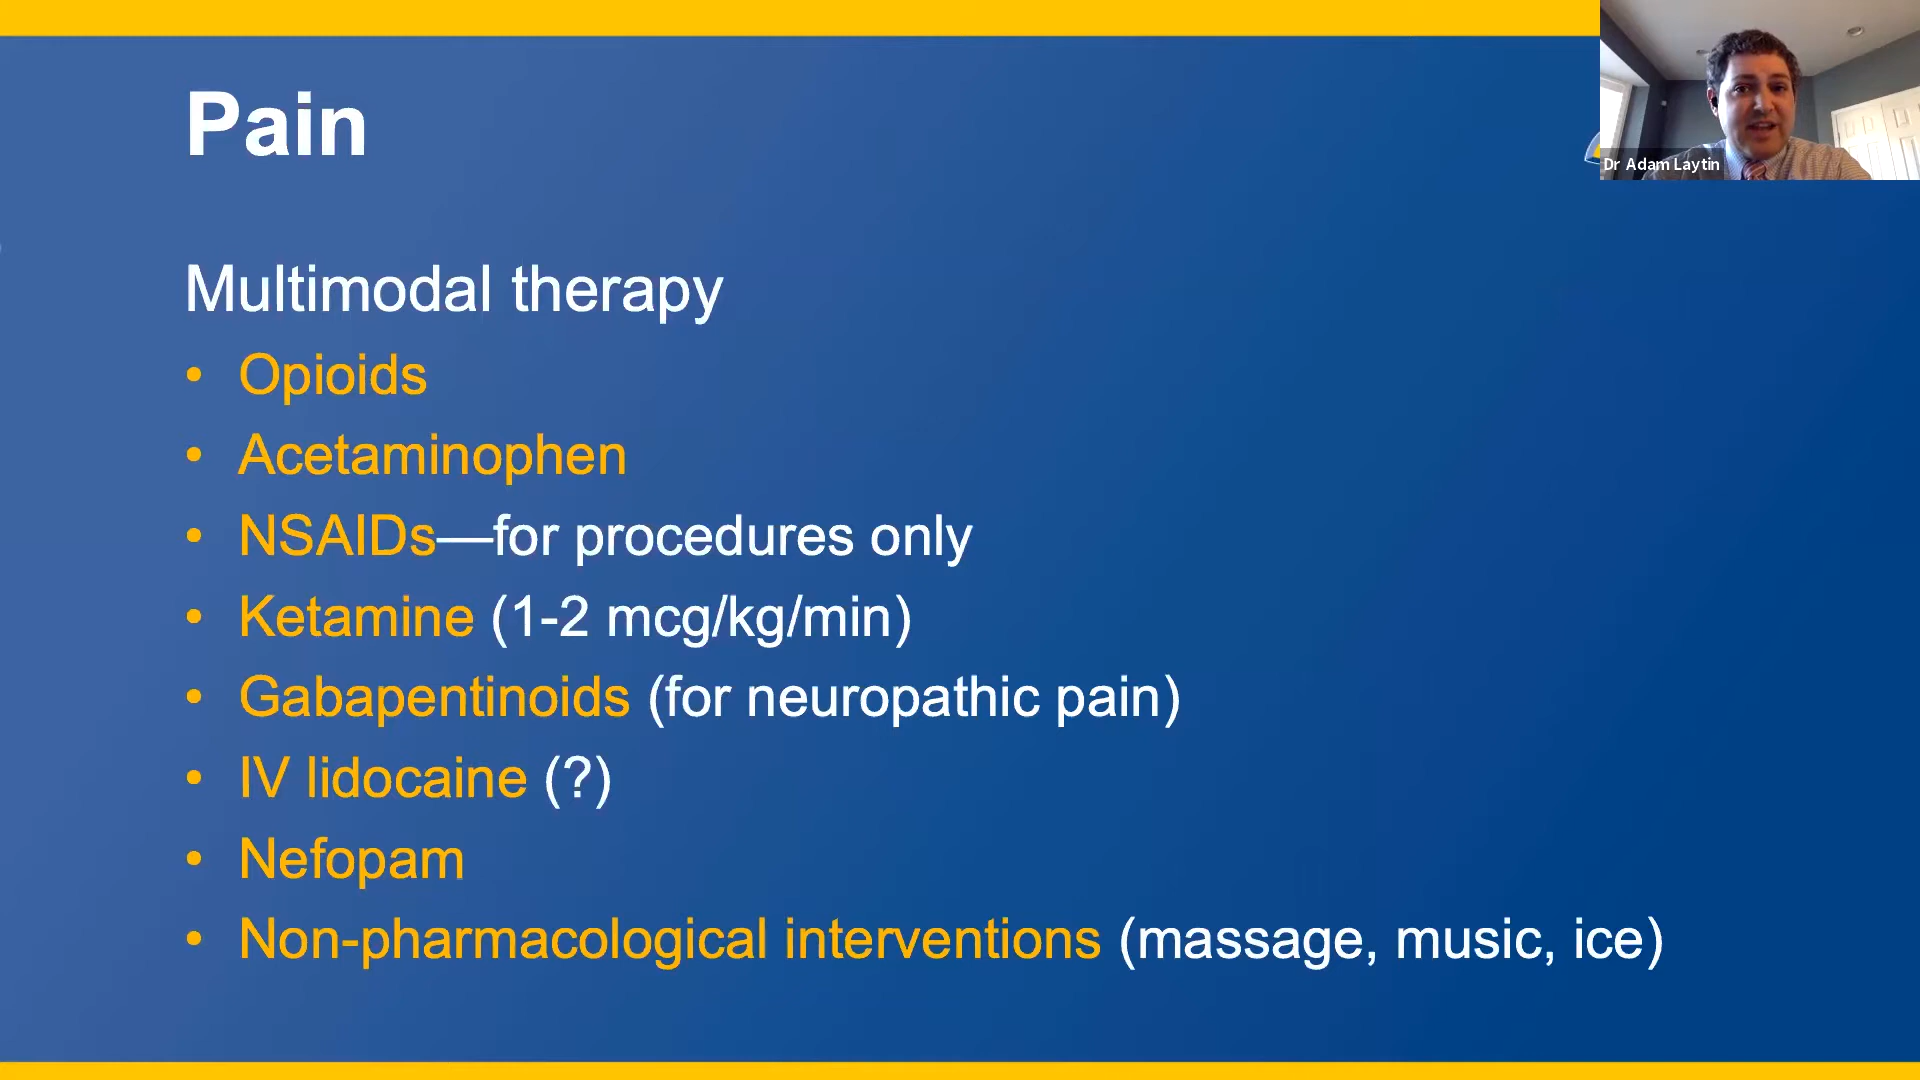 Pain
Dr Adam Laytin
Multimodal therapy
• Opioids
• Acetaminophen
• NSAIDs—for procedures only
• Ketamine (1-2 mcg/kg/min)
• Gabapentinoids (for neuropathic pain)
• IV lidocaine (?)
• Nefopam
• Non-pharmacological interventions (massage, music, ice)